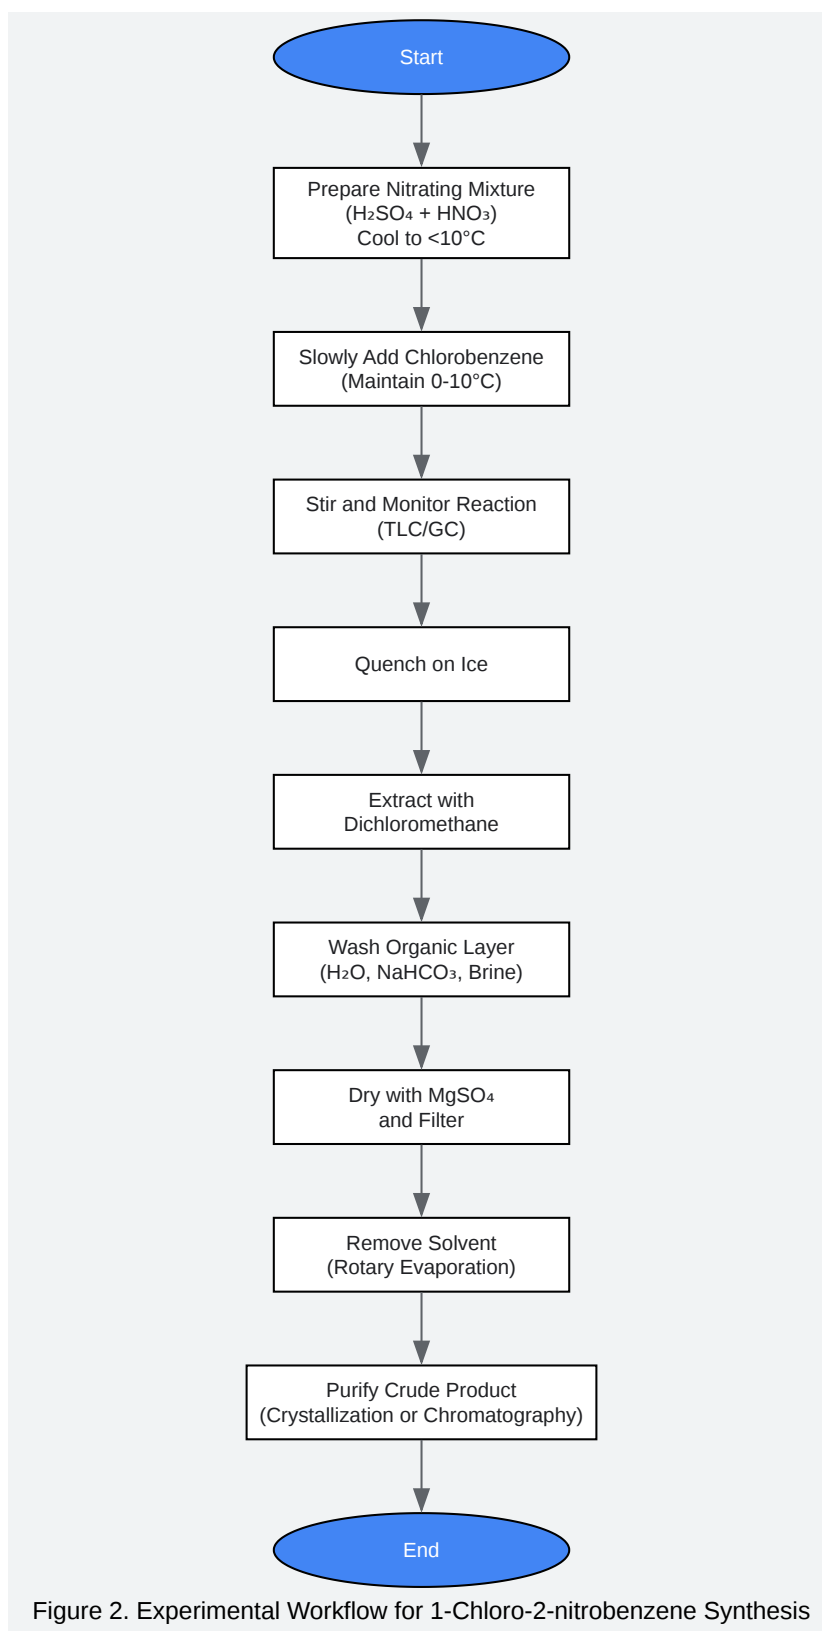 Start
Prepare Nitrating Mixture
(H₂SO₄ + HNO₃)
Cool to <10°C
Slowly Add Chlorobenzene
(Maintain 0-10°C)
Stir and Monitor Reaction
(TLC/GC)
Quench on Ice
Extract with
Dichloromethane
Wash Organic Layer
(H₂O, NaHCO₃, Brine)
Dry with MgSO₄
and Filter
Remove Solvent
(Rotary Evaporation)
Purify Crude Product
(Crystallization or Chromatography)
End
Figure 2. Experimental Workflow for 1-Chloro-2-nitrobenzene Synthesis